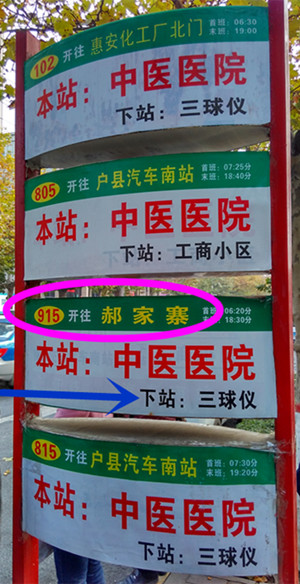 102 开往 惠安化工厂北门 首班：06:30
末班：19:00
本站：中医医院
下站：三球仪
805 开往 户县汽车南站 首班：07:25分
末班：18:40分
本站：中医医院
下站：工商小区
915 开往 郝家寨 首班：06:20分
末班：18:30分
本站：中医医院
下站：三球仪
815 开往 户县汽车南站 首班：07:30分
末班：19:20分
本站：中医医院
下站：三球仪